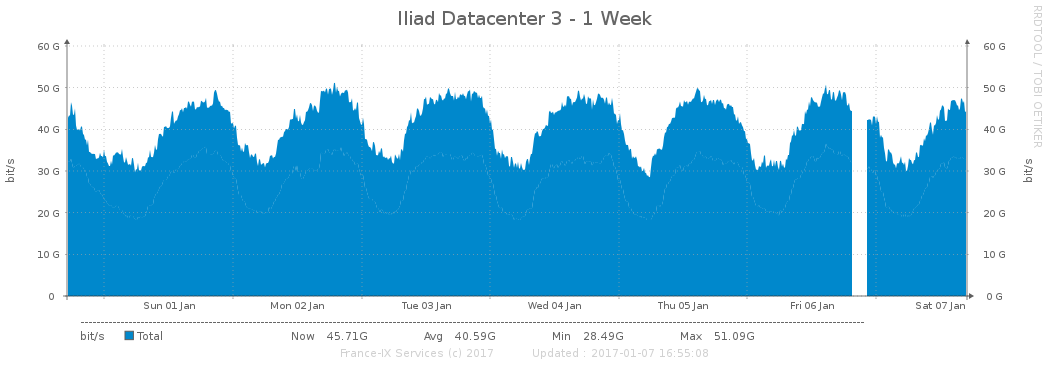 Iliad Datacenter 3 - 1 Week
RRDTOOL / TOBI OETIKER
bit/s
60 G
50 G
40 G
30 G
20 G
10 G
0
60 G
50 G
40 G
30 G
20 G
10 G
0 G
bit/s
Sun 01 Jan Mon 02 Jan Tue 03 Jan Wed 04 Jan Thu 05 Jan Fri 06 Jan Sat 07 Jan
bit/s Total Now 45.71G Avg 40.59G Min 28.49G Max 51.09G
France-IX Services (c) 2017 Updated : 2017-01-07 16:55:08